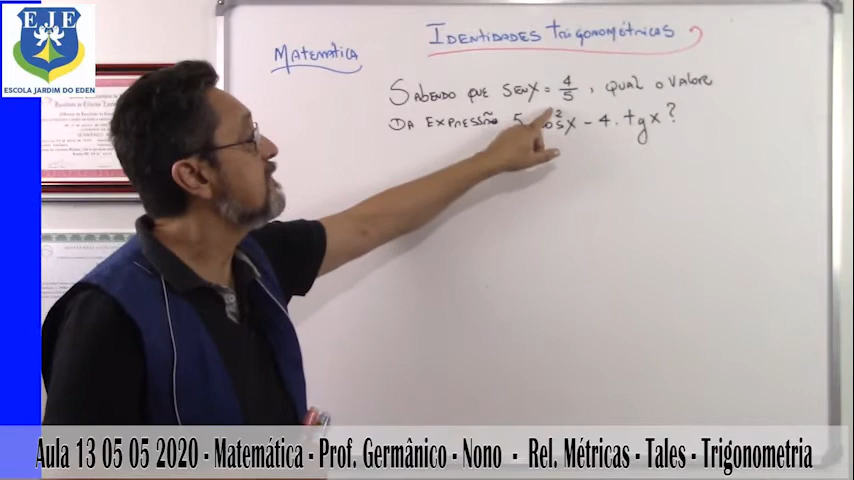 EJE
ESCOLA JARDIM DO EDEN
IDENTIDADES TRIGONOMÉTRICAS
MATEMÁTICA
SABENDO QUE SENX = 4/5, QUAL O VALOR
DA EXPRESSÃO 5 cos²x - 4. tgx?
Aula 13 05 05 2020 - Matemática - Prof. Germânico - Nono - Rel. Métricas - Tales - Trigonometria